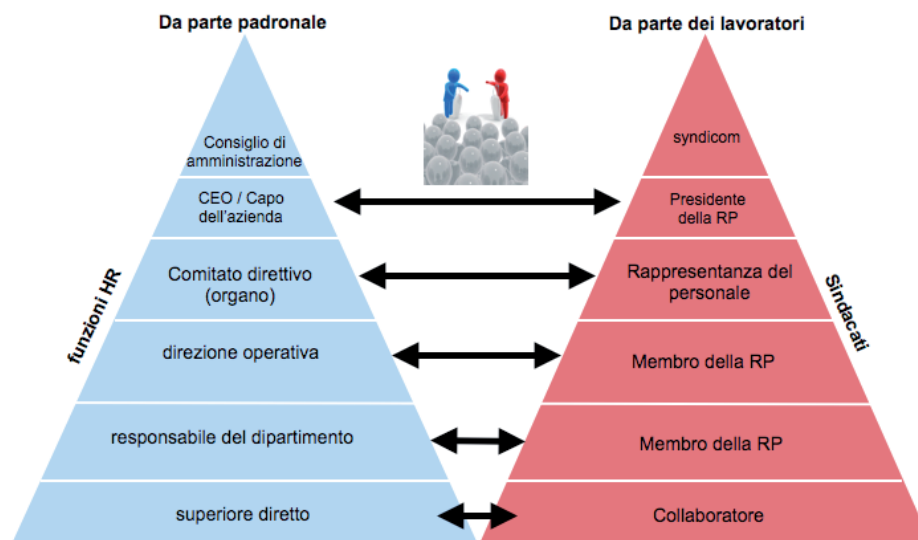 Da parte padronale
Da parte dei lavoratori
Consiglio di
amministrazione
syndicom
CEO / Capo
dell'azienda
Presidente
della RP
funzioni HR
Comitato direttivo
(organo)
Rappresentanza del
personale
Sindacati
direzione operativa
Membro della RP
responsabile del dipartimento
Membro della RP
superiore diretto
Collaboratore